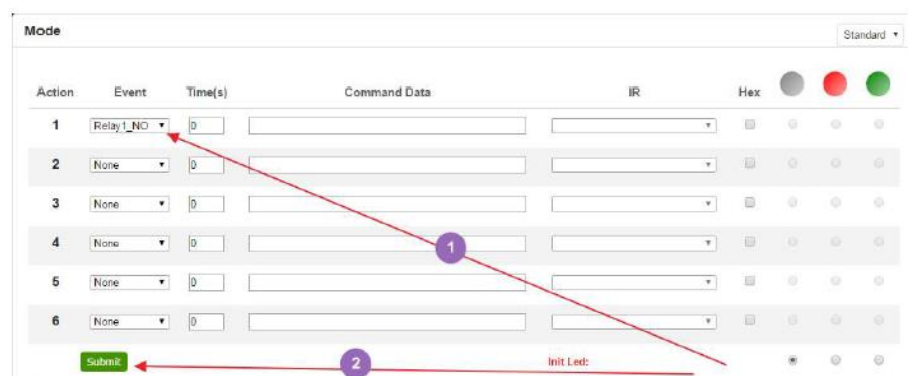 Mode
Standard
Action Event Time(s) Command Data IR Hex
1 Relay1_NO 0
2 None 0
3 None 0
4 None 0
1
5 None 0
6 None 0
Submit 2 Init Led: